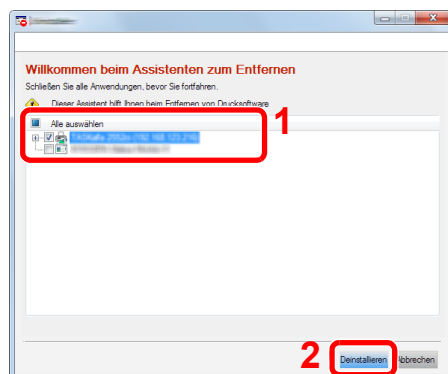 Willkommen beim Assistenten zum Entfernen
Schließen Sie alle Anwendungen, bevor Sie fortfahren.
Dieser Assistent hilft Ihnen beim Entfernen von Drucksoftware
Alle auswählen
1
2
Deinstallieren
Abbrechen